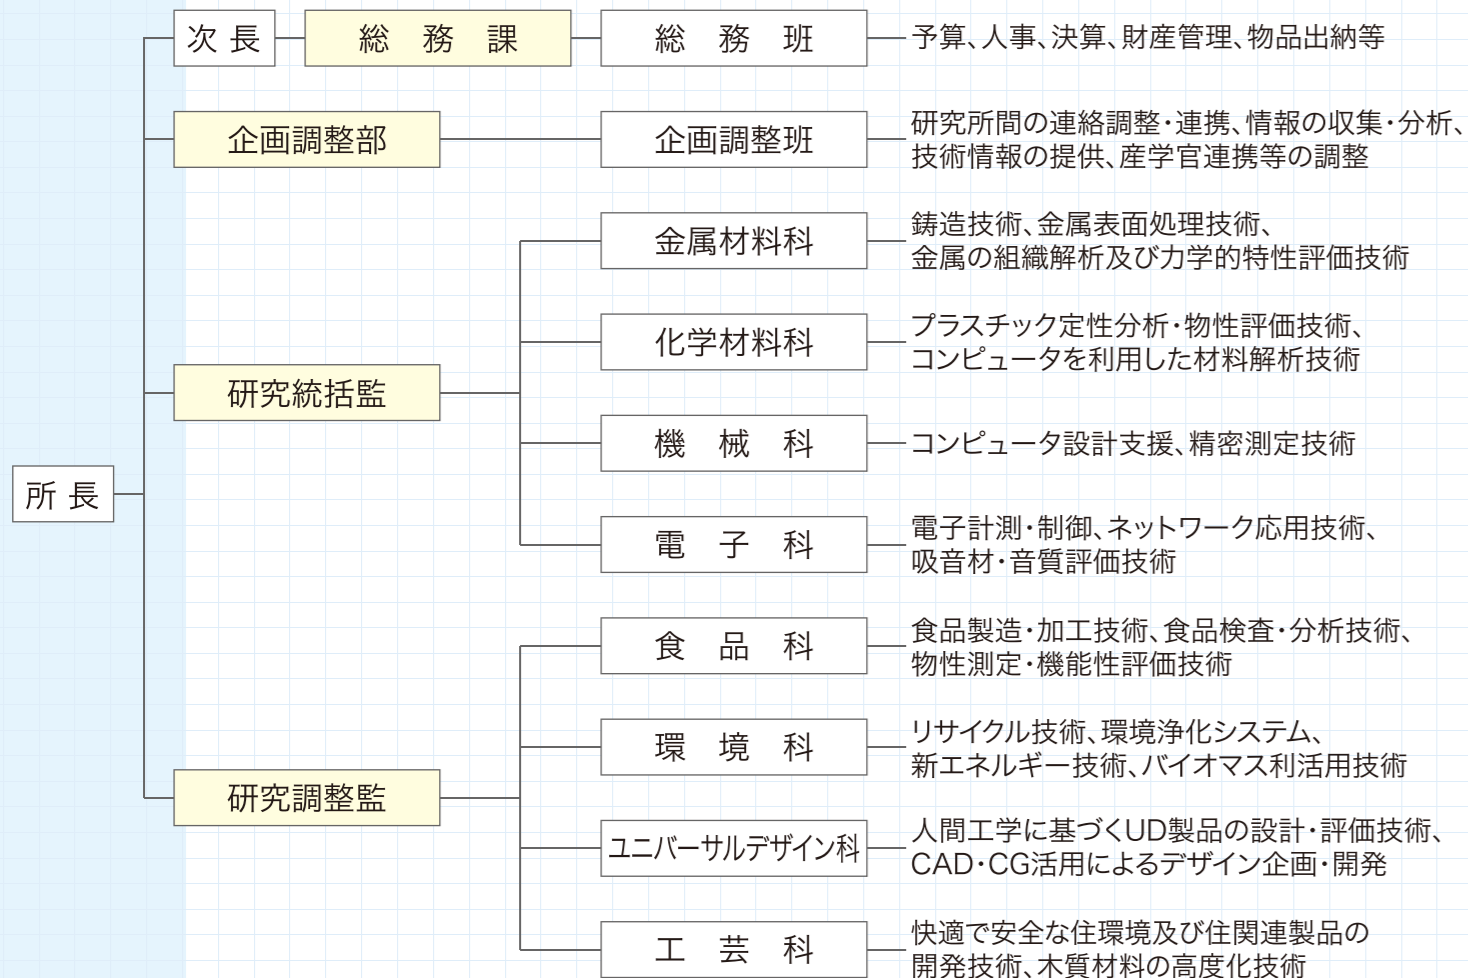 次 長
総　務　課
総　務　班
予算、人事、決算、財産管理、物品出納等
企画調整部
企画調整班
研究所間の連絡調整・連携、情報の収集・分析、
技術情報の提供、産学官連携等の調整
金属材料科
鋳造技術、金属表面処理技術、
金属の組織解析及び力学的特性評価技術
化学材料科
プラスチック定性分析・物性評価技術、
コンピュータを利用した材料解析技術
研究統括監
機　械　科
コンピュータ設計支援、精密測定技術
所 長
電　子　科
電子計測・制御、ネットワーク応用技術、
吸音材・音質評価技術
食　品　科
食品製造・加工技術、食品検査・分析技術、
物性測定・機能性評価技術
環　境　科
リサイクル技術、環境浄化システム、
新エネルギー技術、バイオマス利活用技術
研究調整監
ユニバーサルデザイン科
人間工学に基づくUD製品の設計・評価技術、
CAD・CG活用によるデザイン企画・開発
工　芸　科
快適で安全な住環境及び住関連製品の
開発技術、木質材料の高度化技術